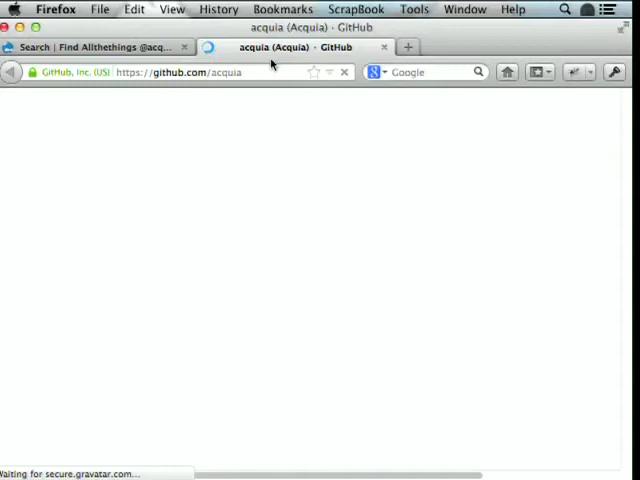 Firefox File Edit View History Bookmarks ScrapBook Tools Window Help
acquia (Acquia) · GitHub
Search | Find Allthings @acq... acquia (Acquia) · GitHub
GitHub, Inc. (US) https://github.com/acquia Google
Waiting for secure.gravatar.com...